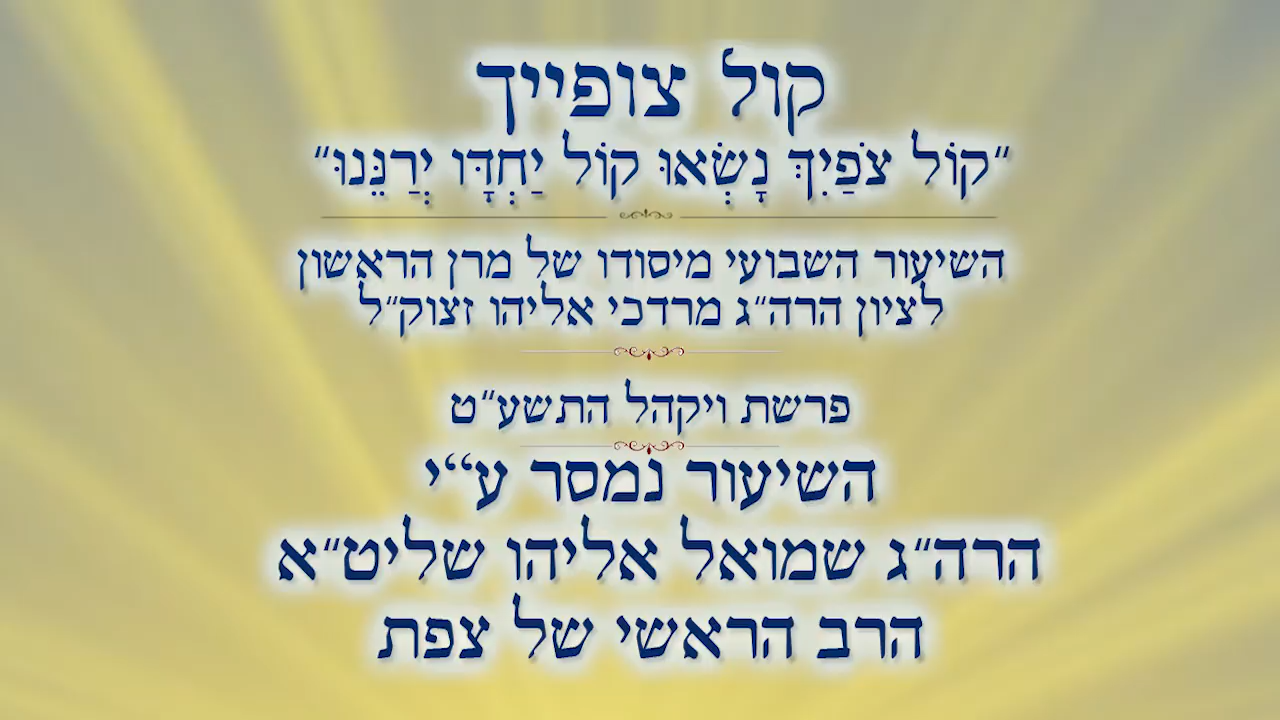 קול צופייך
"קוֹל צֹפַיִךְ נָשְׂאוּ קוֹל יַחְדָּו יְרַנֵּנוּ"
השיעור השבועי מיסודו של מרן הראשון
לציון הרה"ג מרדכי אליהו זצוק"ל
פרשת ויקהל התשע"ט
השיעור נמסר ע“י
הרה"ג שמואל אליהו שליט"א
הרב הראשי של צפת